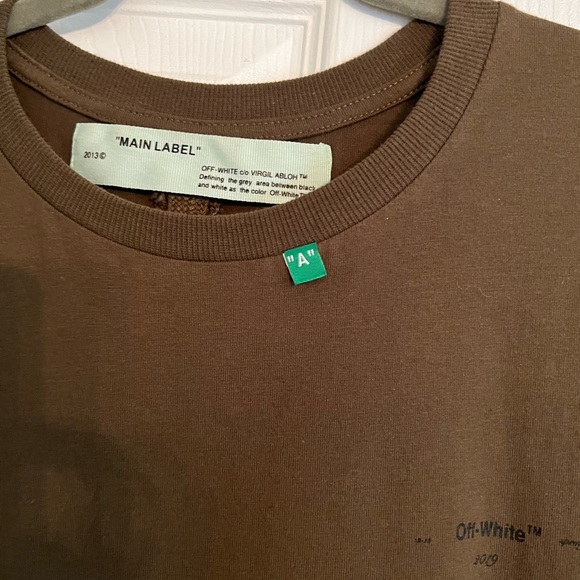 "MAIN LABEL"
2013©
OFF-WHITE c/o VIRGIL ABLOH™
Defining the grey area between black
and white as the color Off-White™
"A"
Off-White™
2019